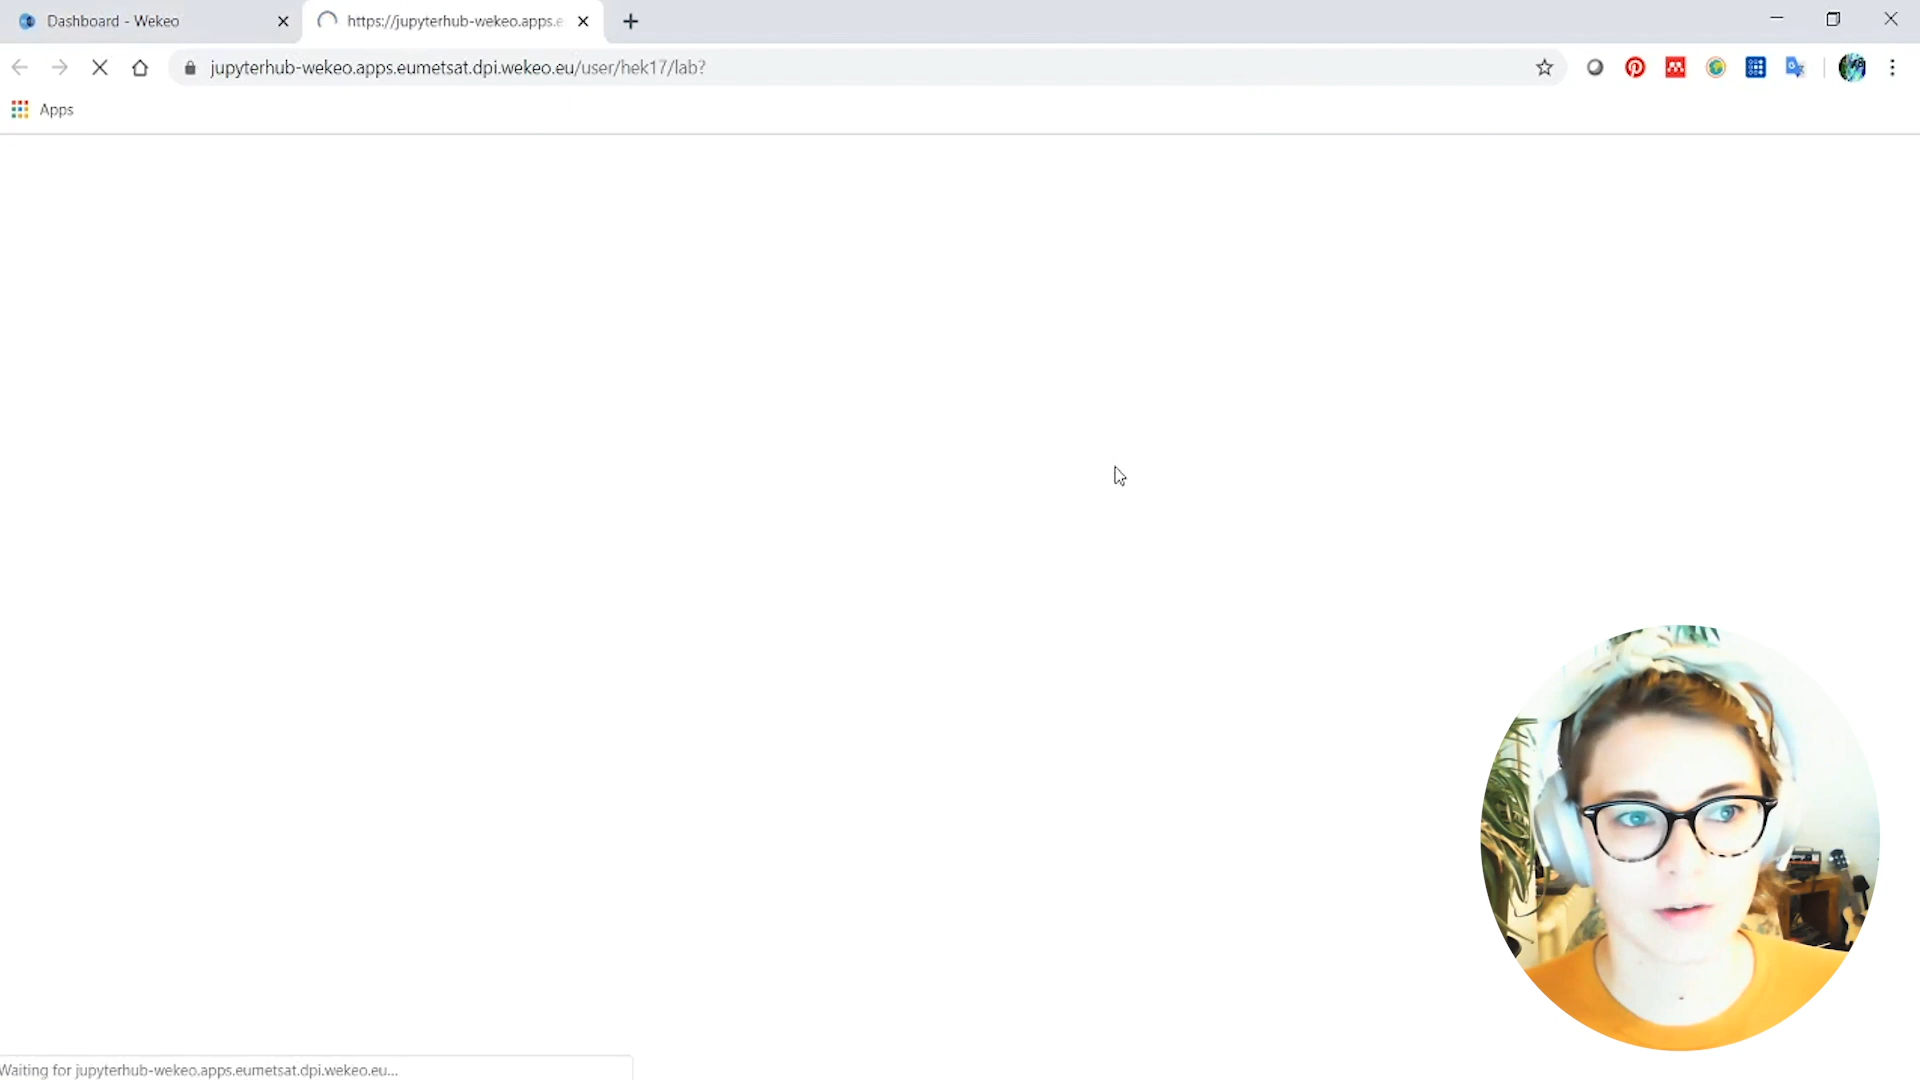 Dashboard - Wekeo
https://jupyterhub-wekeo.apps.e
jupyterhub-wekeo.apps.eumetsat.dpi.wekeo.eu/user/hek17/lab?
Apps
Waiting for jupyterhub-wekeo.apps.eumetsat.dpi.wekeo.eu...